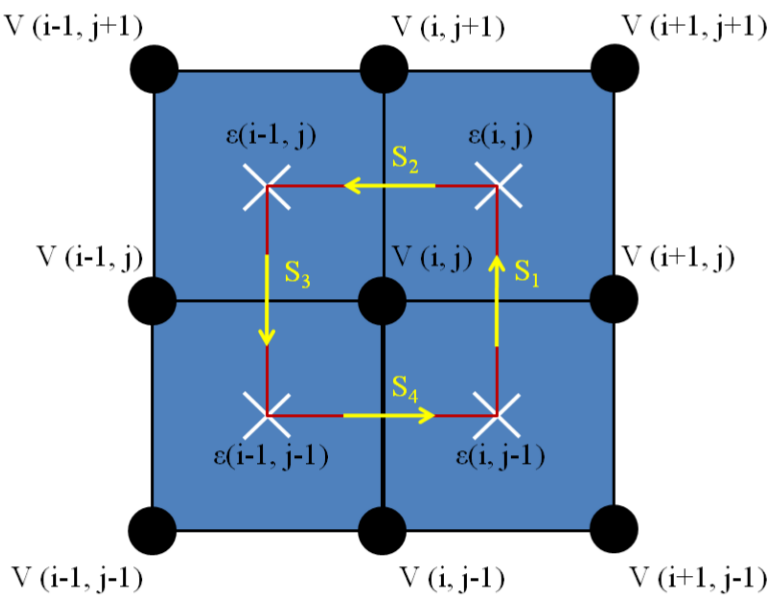 V (i-1, j+1) V (i, j+1) V (i+1, j+1)
ε(i-1, j) ε(i, j)
S₂
V (i-1, j) V (i, j) V (i+1, j)
S₃ S₁
S₄
ε(i-1, j-1) ε(i, j-1)
V (i-1, j-1) V (i, j-1) V (i+1, j-1)